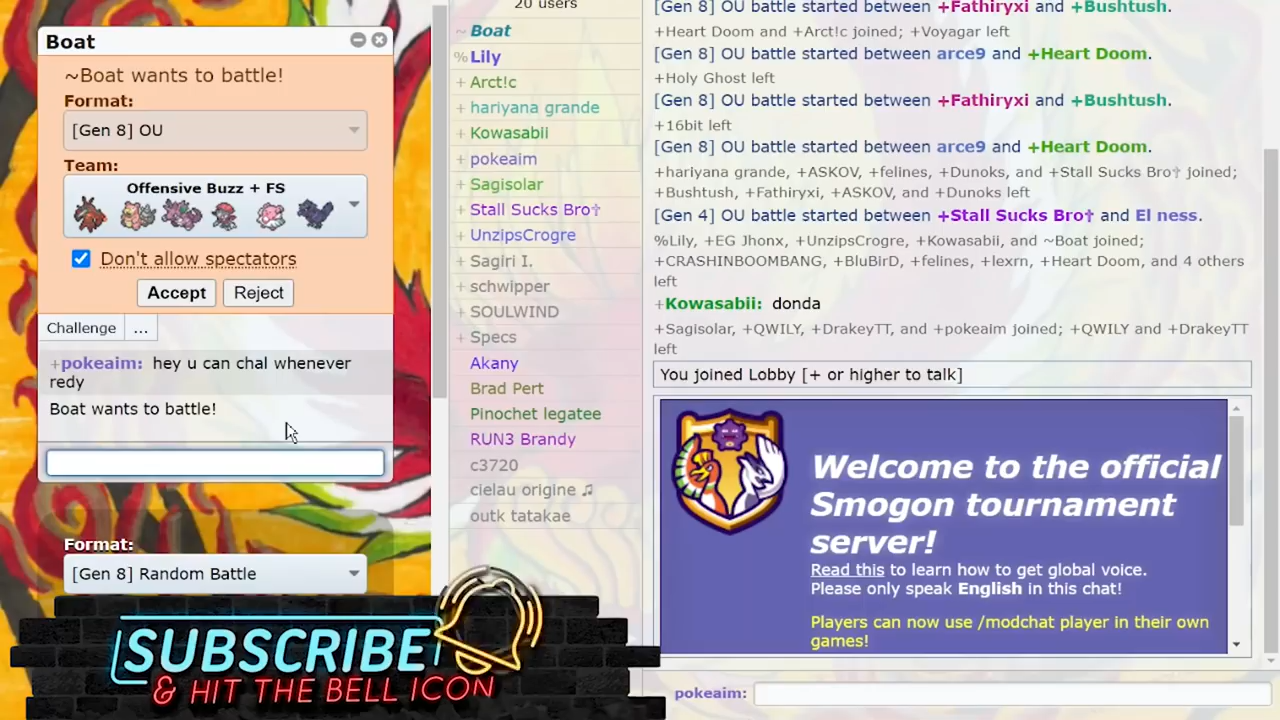 Boat
~Boat wants to battle!
Format:
[Gen 8] OU
Team:
Offensive Buzz + FS
Don't allow spectators
Accept
Reject
Challenge
...
+pokeaim: hey u can chal whenever
redy
Boat wants to battle!
Format:
[Gen 8] Random Battle
SUBSCRIBE
& HIT THE BELL ICON
20 users
~ Boat
% Lily
+ Arct!c
+ hariyana grande
+ Kowasabii
+ pokeaim
+ Sagisolar
+ Stall Sucks Bro†
+ UnzipsCrogre
+ Sagiri I.
+ schwipper
+ SOULWIND
+ Specs
Akany
Brad Pert
Pinochet legatee
RUN3 Brandy
c3720
cielau origine ♫
outk tatakae
[Gen 8] OU battle started between +Fathiryxi and +Bushtush.
+Heart Doom and +Arct!c joined; +Voyagar left
[Gen 8] OU battle started between arce9 and +Heart Doom.
+Holy Ghost left
[Gen 8] OU battle started between +Fathiryxi and +Bushtush.
+16bit left
[Gen 8] OU battle started between arce9 and +Heart Doom.
+hariyana grande, +ASKOV, +felines, +Dunoks, and +Stall Sucks Bro† joined;
+Bushtush, +Fathiryxi, +ASKOV, and +Dunoks left
[Gen 4] OU battle started between +Stall Sucks Bro† and El ness.
%Lily, +EG Jhonx, +UnzipsCrogre, +Kowasabii, and ~Boat joined;
+CRASHINBOOMBANG, +BluBirD, +felines, +lexrn, +Heart Doom, and 4 others
left
+Kowasabii: donda
+Sagisolar, +QWILY, +DrakeyTT, and +pokeaim joined; +QWILY and +DrakeyTT
left
You joined Lobby [+ or higher to talk]
Welcome to the official
Smogon tournament
server!
Read this to learn how to get global voice.
Please only speak English in this chat!
Players can now use /modchat player in their own
games!
pokeaim: